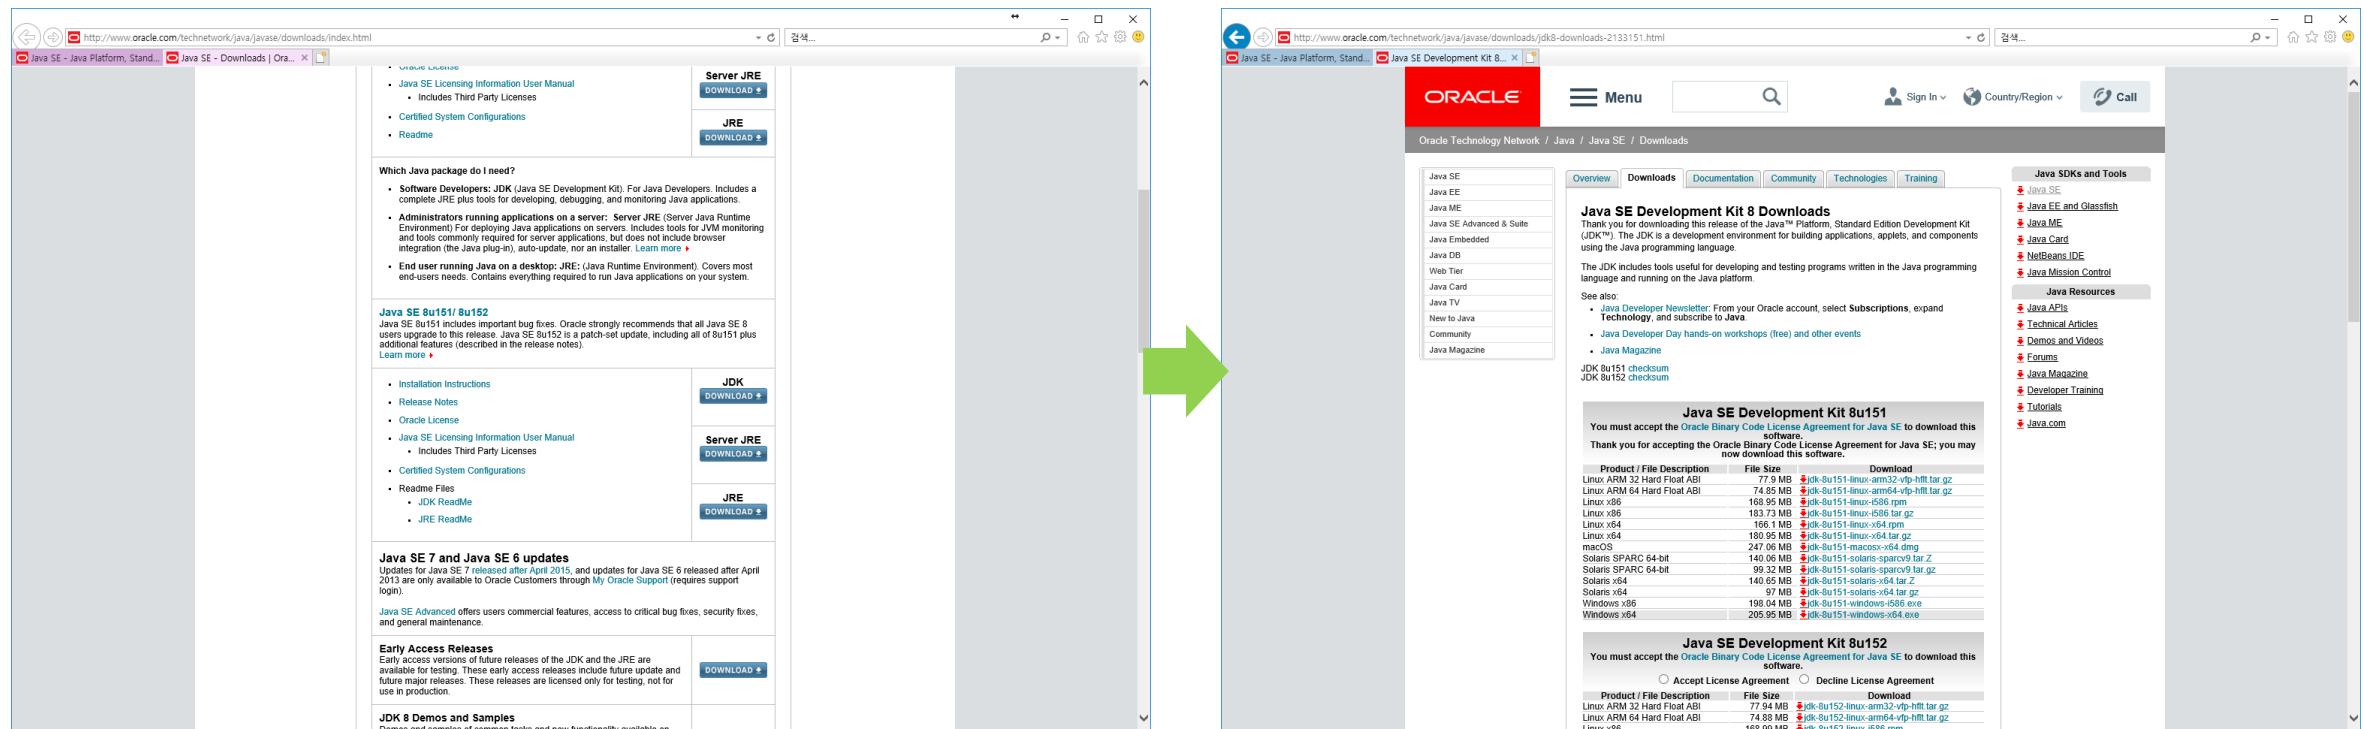 http://www.oracle.com/technetwork/java/javase/downloads/index.html
검색...
Java SE - Java Platform, Stand...
Java SE - Downloads | Ora...
Oracle License
Java SE Licensing Information User Manual
Includes Third Party Licenses
Certified System Configurations
Readme
Server JRE
DOWNLOAD
JRE
DOWNLOAD
Which Java package do I need?
Software Developers: JDK (Java SE Development Kit). For Java Developers. Includes a
complete JRE plus tools for developing, debugging, and monitoring Java applications.
Administrators running applications on a server: Server JRE (Server Java Runtime
Environment) For deploying Java applications on servers. Includes tools for JVM monitoring
and tools commonly required for server applications, but does not include browser
integration (the Java plug-in), auto-update, nor an installer. Learn more
End user running Java on a desktop: JRE: (Java Runtime Environment). Covers most
end-users needs. Contains everything required to run Java applications on your system.
Java SE 8u151/ 8u152
Java SE 8u151 includes important bug fixes. Oracle strongly recommends that all Java SE 8
users upgrade to this release. Java SE 8u152 is a patch-set update, including all of 8u151 plus
additional features (described in the release notes).
Learn more
Installation Instructions
Release Notes
Oracle License
Java SE Licensing Information User Manual
Includes Third Party Licenses
Certified System Configurations
Readme Files
JDK ReadMe
JRE ReadMe
JDK
DOWNLOAD
Server JRE
DOWNLOAD
JRE
DOWNLOAD
Java SE 7 and Java SE 6 updates
Updates for Java SE 7 released after April 2015, and updates for Java SE 6 released after April
2013 are only available to Oracle Customers through My Oracle Support (requires support
login).
Java SE Advanced offers users commercial features, access to critical bug fixes, security fixes,
and general maintenance.
Early Access Releases
Early access versions of future releases of the JDK and the JRE are
available for testing. These early access releases include future update and
future major releases. These releases are licensed only for testing, not for
use in production.
DOWNLOAD
JDK 8 Demos and Samples
Demos and samples of common tasks and new functionality available on
http://www.oracle.com/technetwork/java/javase/downloads/jdk8-downloads-2133151.html
검색...
Java SE - Java Platform, Stand...
Java SE Development Kit 8...
ORACLE
Menu
Sign In
Country/Region
Call
Oracle Technology Network / Java / Java SE / Downloads
Java SE
Java EE
Java ME
Java SE Advanced & Suite
Java Embedded
Java DB
Web Tier
Java Card
Java TV
New to Java
Community
Java Magazine
Overview
Downloads
Documentation
Community
Technologies
Training
Java SE Development Kit 8 Downloads
Thank you for downloading this release of the Java™ Platform, Standard Edition Development Kit
(JDK™). The JDK is a development environment for building applications, applets, and components
using the Java programming language.
The JDK includes tools useful for developing and testing programs written in the Java programming
language and running on the Java platform.
See also:
Java Developer Newsletter: From your Oracle account, select Subscriptions, expand
Technology, and subscribe to Java.
Java Developer Day hands-on workshops (free) and other events
Java Magazine
JDK 8u151 checksum
JDK 8u152 checksum
Java SE Development Kit 8u151
You must accept the Oracle Binary Code License Agreement for Java SE to download this
software.
Thank you for accepting the Oracle Binary Code License Agreement for Java SE; you may
now download this software.
Product / File Description File Size Download
Linux ARM 32 Hard Float ABI 77.9 MB jdk-8u151-linux-arm32-vfp-hflt.tar.gz
Linux ARM 64 Hard Float ABI 74.85 MB jdk-8u151-linux-arm64-vfp-hflt.tar.gz
Linux x86 168.95 MB jdk-8u151-linux-i586.rpm
Linux x86 183.73 MB jdk-8u151-linux-i586.tar.gz
Linux x64 166.1 MB jdk-8u151-linux-x64.rpm
Linux x64 180.95 MB jdk-8u151-linux-x64.tar.gz
macOS 247.06 MB jdk-8u151-macosx-x64.dmg
Solaris SPARC 64-bit 140.06 MB jdk-8u151-solaris-sparcv9.tar.Z
Solaris SPARC 64-bit 99.32 MB jdk-8u151-solaris-sparcv9.tar.gz
Solaris x64 140.65 MB jdk-8u151-solaris-x64.tar.Z
Solaris x64 97 MB jdk-8u151-solaris-x64.tar.gz
Windows x86 198.04 MB jdk-8u151-windows-i586.exe
Windows x64 205.95 MB jdk-8u151-windows-x64.exe
Java SE Development Kit 8u152
You must accept the Oracle Binary Code License Agreement for Java SE to download this
software.
Accept License Agreement Decline License Agreement
Product / File Description File Size Download
Linux ARM 32 Hard Float ABI 77.94 MB jdk-8u152-linux-arm32-vfp-hflt.tar.gz
Linux ARM 64 Hard Float ABI 74.88 MB jdk-8u152-linux-arm64-vfp-hflt.tar.gz
Linux x86 168.99 MB jdk-8u152-linux-i586.rpm
Java SDKs and Tools
Java SE
Java EE and Glassfish
Java ME
Java Card
NetBeans IDE
Java Mission Control
Java Resources
Java APIs
Technical Articles
Demos and Videos
Forums
Java Magazine
Developer Training
Tutorials
Java.com